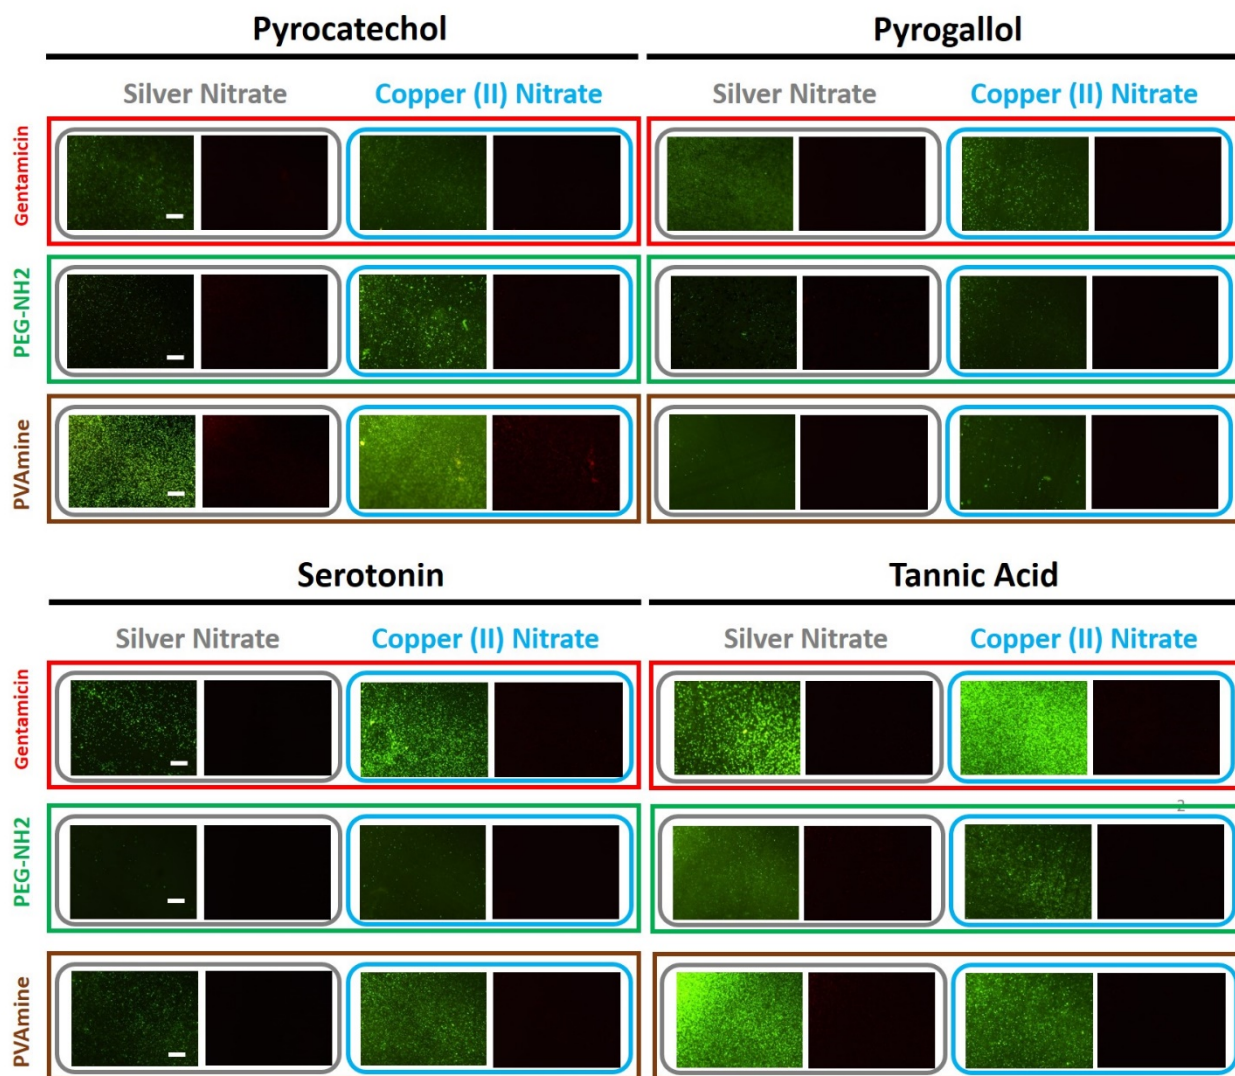 Pyrocatechol Pyrogallol
Silver Nitrate Copper (II) Nitrate Silver Nitrate Copper (II) Nitrate
Gentamicin
PEG-NH2
PVAmine
Serotonin Tannic Acid
Silver Nitrate Copper (II) Nitrate Silver Nitrate Copper (II) Nitrate
Gentamicin
2
PEG-NH2
PVAmine